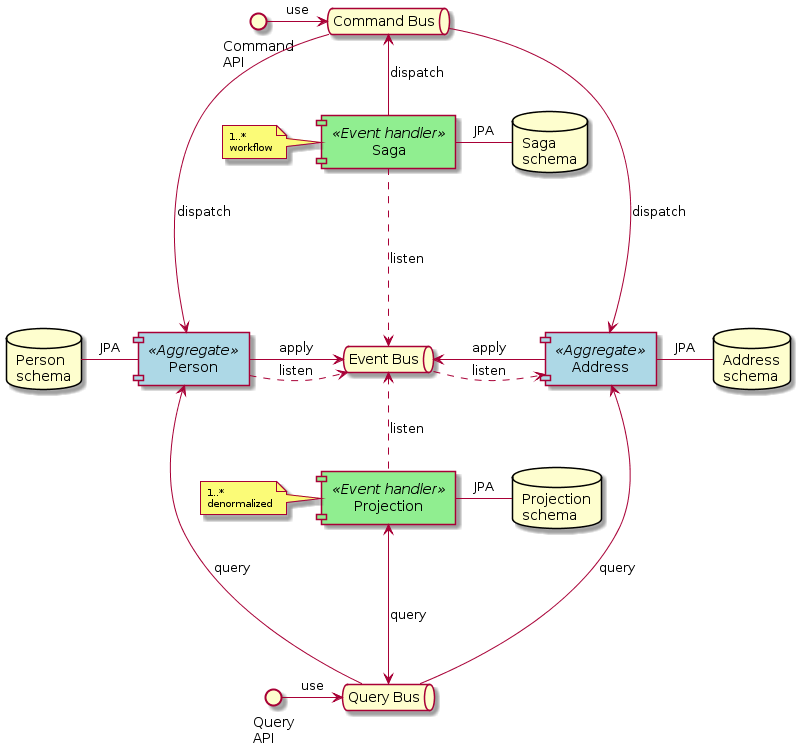 use
Command Bus
Command
API
dispatch
1..*
workflow
«Event handler»
Saga
JPA
Saga
schema
dispatch
dispatch
listen
Person
schema
JPA
«Aggregate»
Person
apply
listen
Event Bus
apply
listen
«Aggregate»
Address
JPA
Address
schema
listen
1..*
denormalized
«Event handler»
Projection
JPA
Projection
schema
query
query
query
use
Query Bus
Query
API